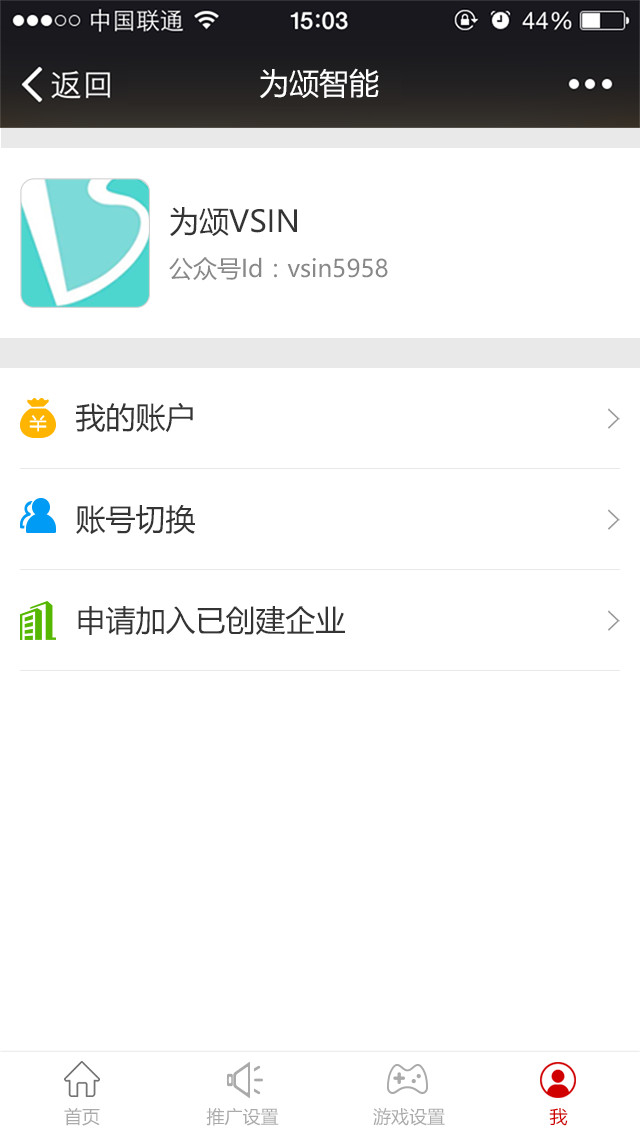 中国联通 15:03 44%
返回 为颂智能
为颂VSIN
公众号Id：vsin5958
我的账户
账号切换
申请加入已创建企业
首页 推广设置 游戏设置 我